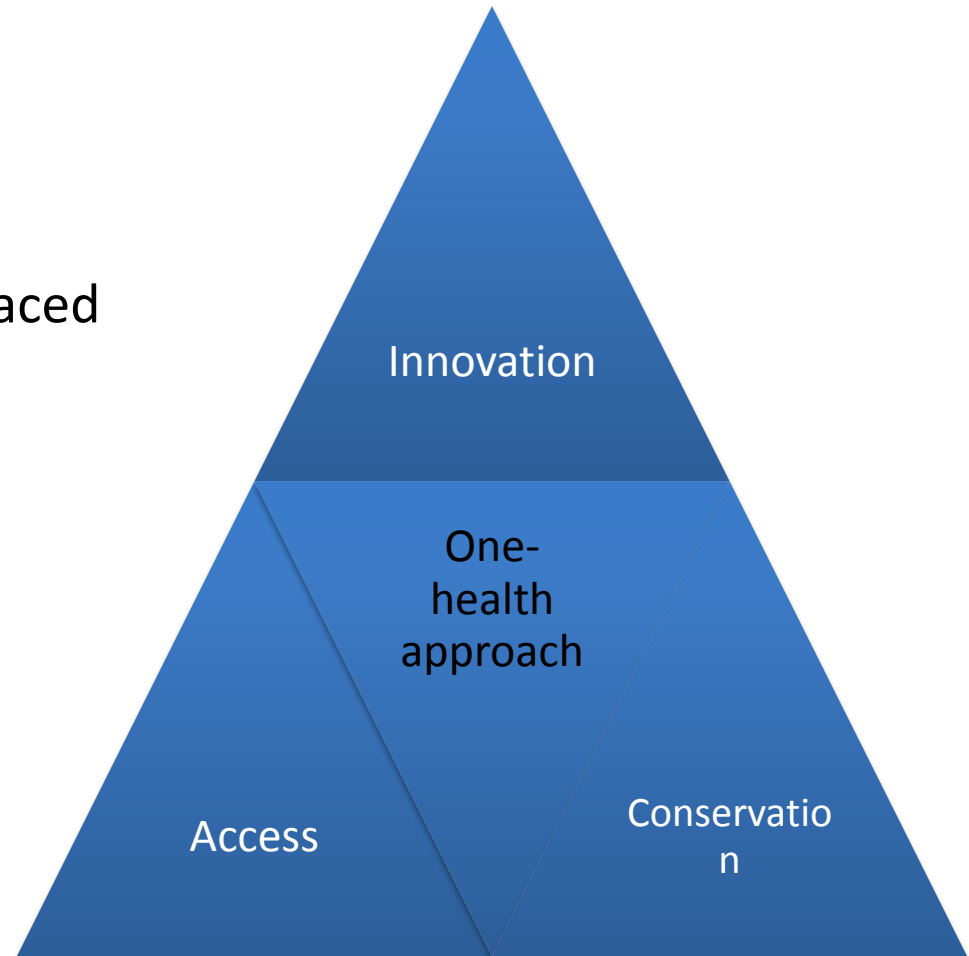 aced
Innovation
One-
health
approach
Access
Conservatio
n